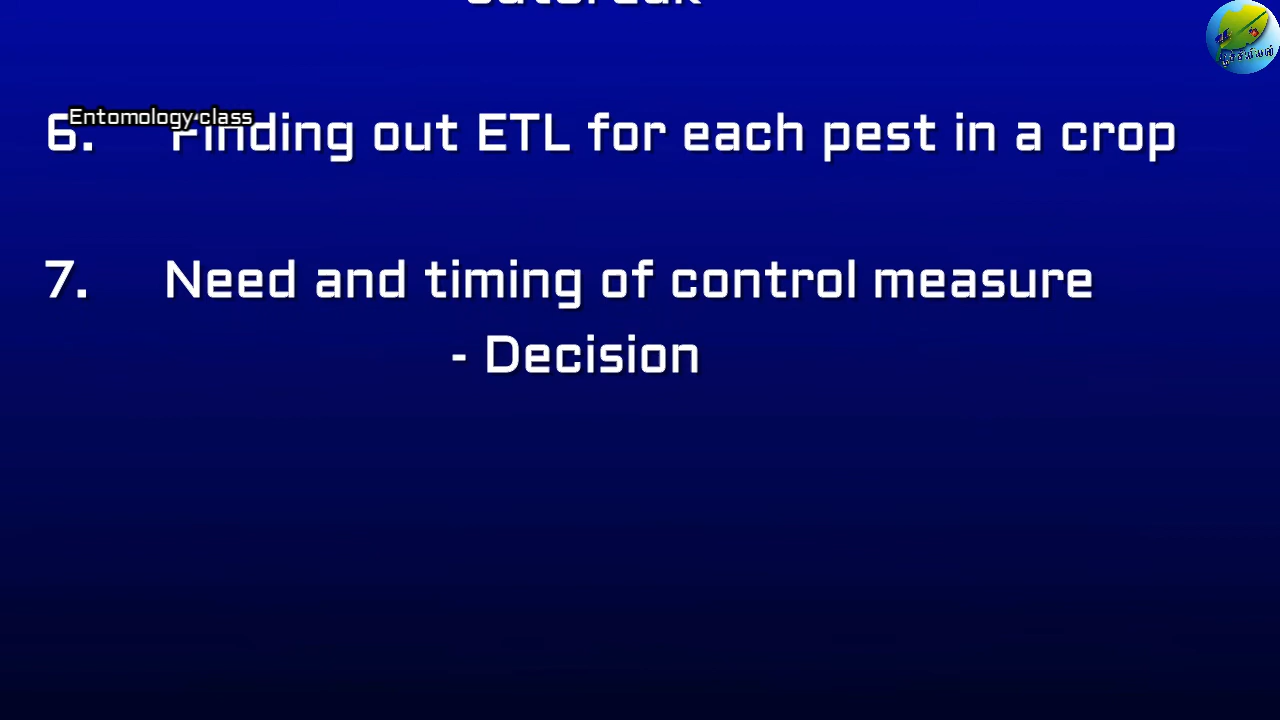 outbreak
Entomology class
6. Finding out ETL for each pest in a crop
7. Need and timing of control measure
- Decision